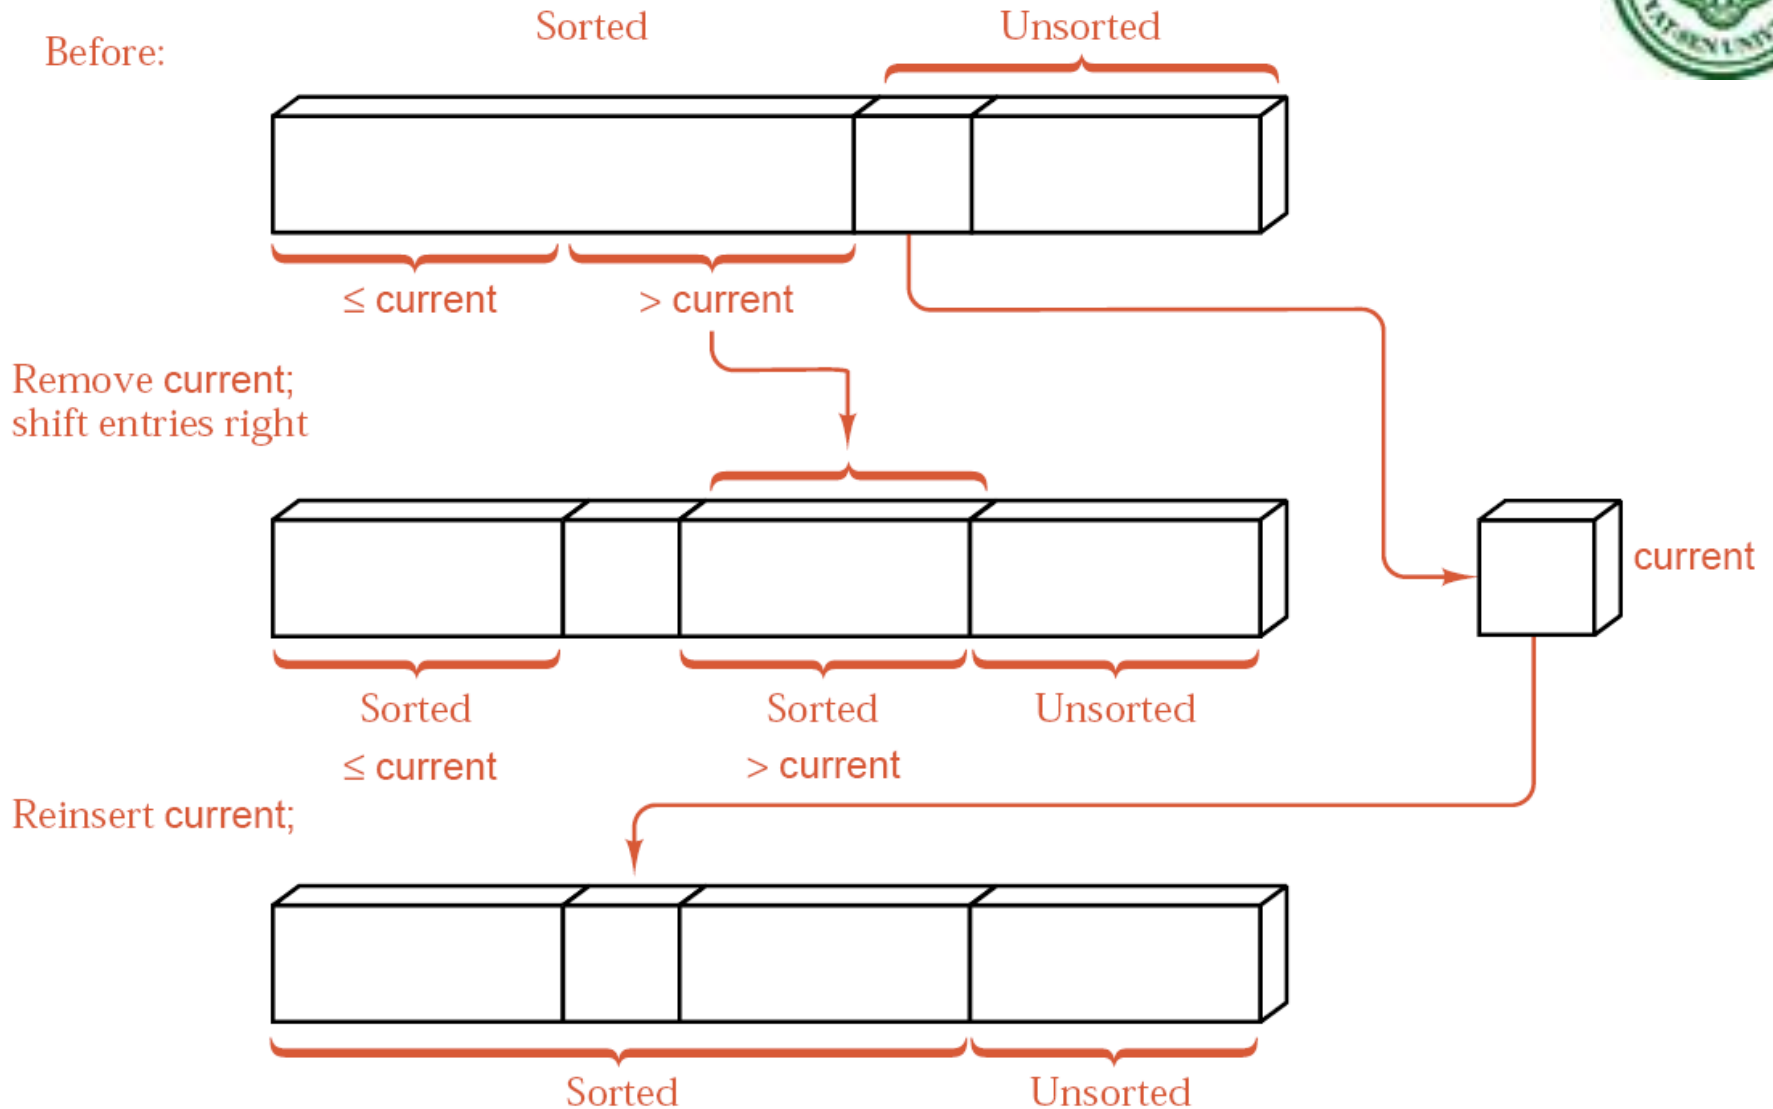 Sorted
Unsorted
Before:
≤ current
> current
Remove current;
shift entries right
current
Sorted
Sorted
Unsorted
≤ current
> current
Reinsert current;
Sorted
Unsorted